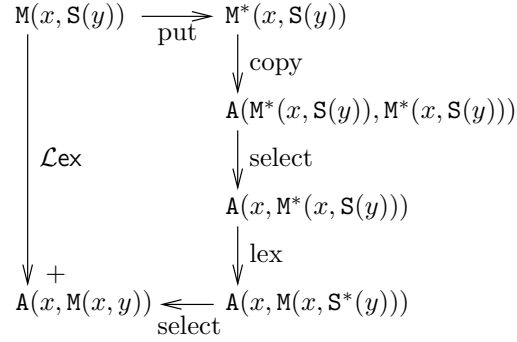 M(x, S(y)) put M*(x, S(y))
copy
A(M*(x, S(y)), M*(x, S(y)))
Lex select
A(x, M*(x, S(y)))
lex
+
A(x, M(x, y)) select A(x, M(x, S*(y)))